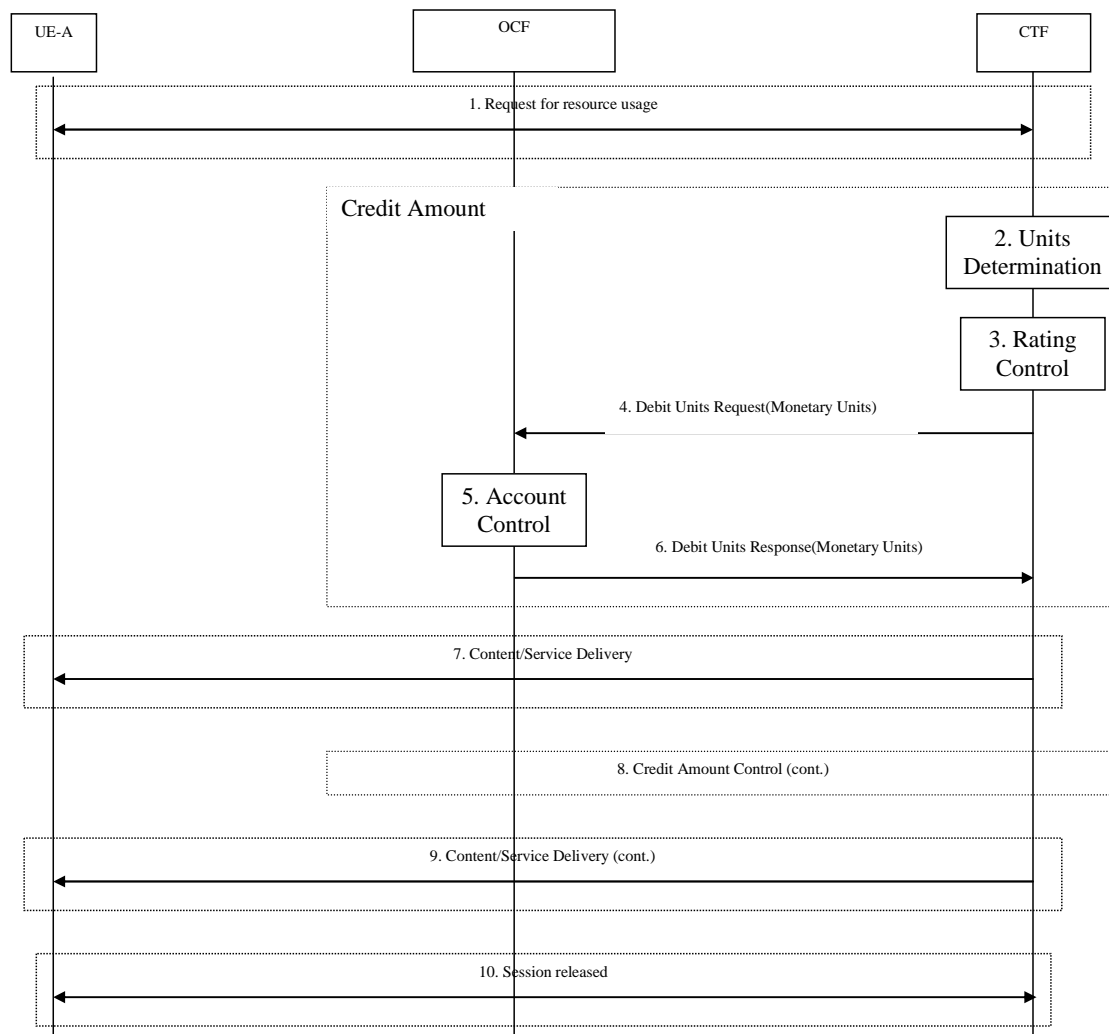 UE-A
OCF
CTF
1. Request for resource usage
Credit Amount
2. Units
Determination
3. Rating
Control
4. Debit Units Request(Monetary Units)
5. Account
Control
6. Debit Units Response(Monetary Units)
7. Content/Service Delivery
8. Credit Amount Control (cont.)
9. Content/Service Delivery (cont.)
10. Session released